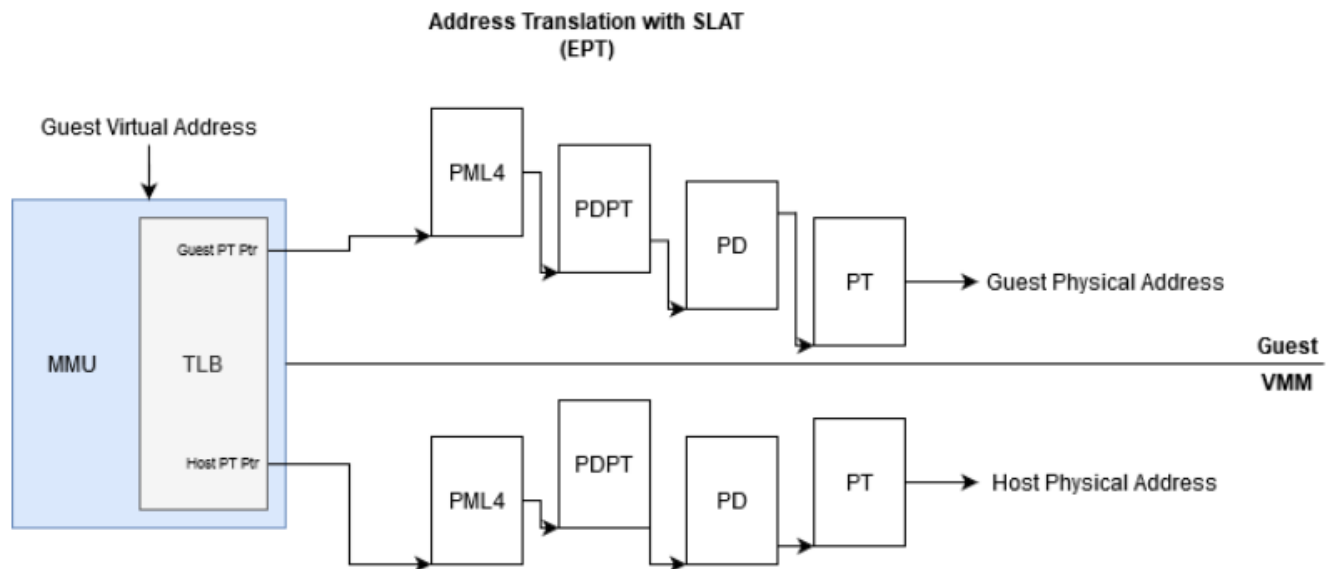 Address Translation with SLAT
(EPT)
Guest Virtual Address
PML4
PDPT
PD
PT
Guest PT Ptr
Guest Physical Address
MMU
TLB
Guest
VMM
Host PT Ptr
PML4
PDPT
PD
PT
Host Physical Address